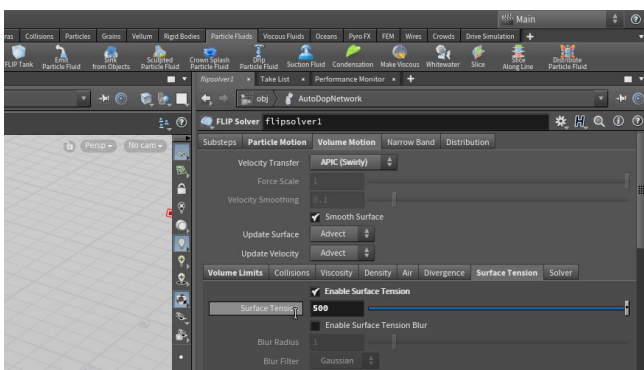 Main
ras Collisions Particles Grains Vellum Rigid Bodies Particle Fluids Viscous Fluids Oceans Pyro FX FEM Wires Crowds Drive Simulation +
FLIP Tank Emit Particle Fluid Sink from Objects Sculpted Particle Fluid Crown Splash Particle Fluid Drip Particle Fluid Suction Fluid Condensation Make Viscous Whitewater Slice Slice Along Line Distribute Particle Fluid
flipsolver1 × Take List × Performance Monitor × +
obj AutoDopNetwork
FLIP Solver flipsolver1
Persp No cam
Substeps Particle Motion Volume Motion Narrow Band Distribution
Velocity Transfer APIC (Swirly)
Force Scale 1
Velocity Smoothing 0.1
Smooth Surface
Update Surface Advect
Update Velocity Advect
Volume Limits Collisions Viscosity Density Air Divergence Surface Tension Solver
Enable Surface Tension
Surface Tension 500
Enable Surface Tension Blur
Blur Radius 1
Blur Filter Gaussian